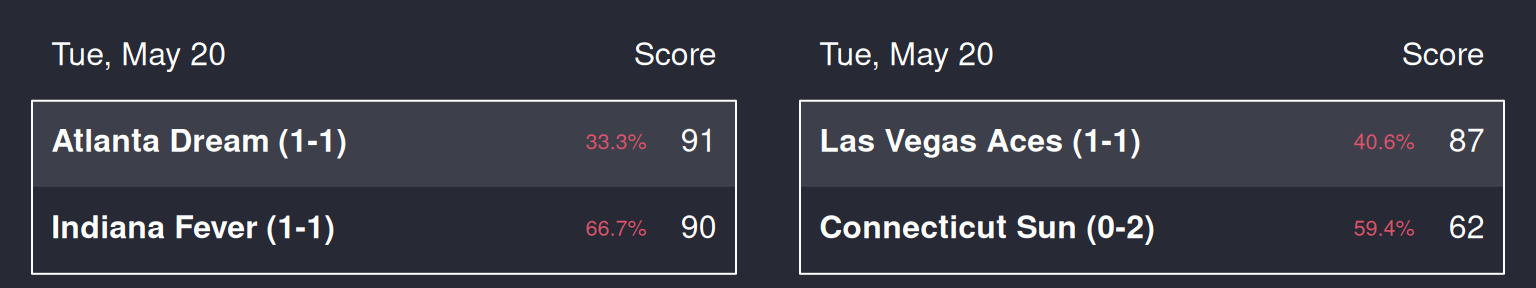 Tue, May 20 Score
Atlanta Dream (1-1) 33.3% 91
Indiana Fever (1-1) 66.7% 90
Tue, May 20 Score
Las Vegas Aces (1-1) 40.6% 87
Connecticut Sun (0-2) 59.4% 62